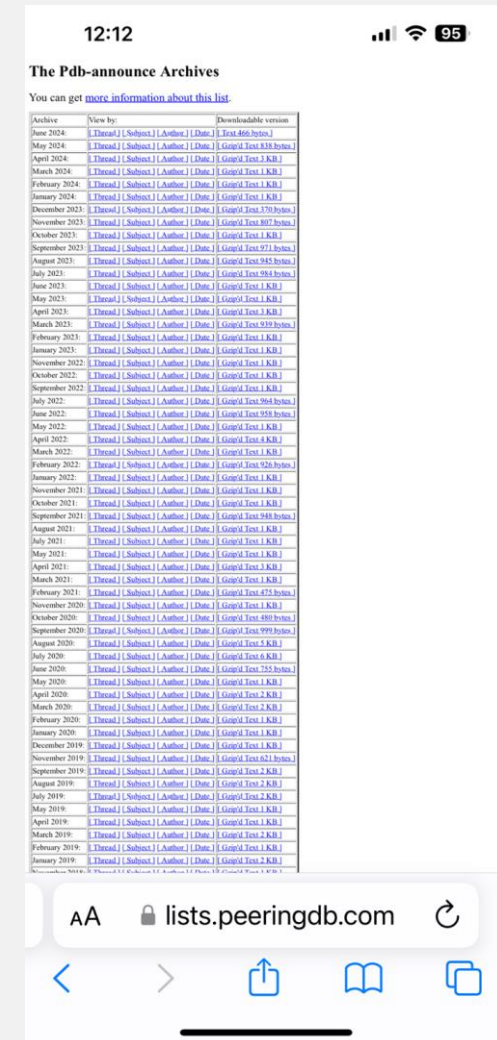 12:12
95
The Pdb-announce Archives
You can get more information about this list.
Archive View by: Downloadable version
June 2024: [ Thread ] [ Subject ] [ Author ] [ Date ] [ Text 466 bytes ]
May 2024: [ Thread ] [ Subject ] [ Author ] [ Date ] [ Gzip'd Text 838 bytes ]
April 2024: [ Thread ] [ Subject ] [ Author ] [ Date ] [ Gzip'd Text 3 KB ]
March 2024: [ Thread ] [ Subject ] [ Author ] [ Date ] [ Gzip'd Text 1 KB ]
February 2024: [ Thread ] [ Subject ] [ Author ] [ Date ] [ Gzip'd Text 1 KB ]
January 2024: [ Thread ] [ Subject ] [ Author ] [ Date ] [ Gzip'd Text 1 KB ]
December 2023: [ Thread ] [ Subject ] [ Author ] [ Date ] [ Gzip'd Text 370 bytes ]
November 2023: [ Thread ] [ Subject ] [ Author ] [ Date ] [ Gzip'd Text 807 bytes ]
October 2023: [ Thread ] [ Subject ] [ Author ] [ Date ] [ Gzip'd Text 1 KB ]
September 2023: [ Thread ] [ Subject ] [ Author ] [ Date ] [ Gzip'd Text 971 bytes ]
August 2023: [ Thread ] [ Subject ] [ Author ] [ Date ] [ Gzip'd Text 945 bytes ]
July 2023: [ Thread ] [ Subject ] [ Author ] [ Date ] [ Gzip'd Text 984 bytes ]
June 2023: [ Thread ] [ Subject ] [ Author ] [ Date ] [ Gzip'd Text 1 KB ]
May 2023: [ Thread ] [ Subject ] [ Author ] [ Date ] [ Gzip'd Text 1 KB ]
April 2023: [ Thread ] [ Subject ] [ Author ] [ Date ] [ Gzip'd Text 3 KB ]
March 2023: [ Thread ] [ Subject ] [ Author ] [ Date ] [ Gzip'd Text 939 bytes ]
February 2023: [ Thread ] [ Subject ] [ Author ] [ Date ] [ Gzip'd Text 1 KB ]
January 2023: [ Thread ] [ Subject ] [ Author ] [ Date ] [ Gzip'd Text 1 KB ]
November 2022: [ Thread ] [ Subject ] [ Author ] [ Date ] [ Gzip'd Text 1 KB ]
October 2022: [ Thread ] [ Subject ] [ Author ] [ Date ] [ Gzip'd Text 1 KB ]
September 2022: [ Thread ] [ Subject ] [ Author ] [ Date ] [ Gzip'd Text 1 KB ]
July 2022: [ Thread ] [ Subject ] [ Author ] [ Date ] [ Gzip'd Text 964 bytes ]
June 2022: [ Thread ] [ Subject ] [ Author ] [ Date ] [ Gzip'd Text 958 bytes ]
May 2022: [ Thread ] [ Subject ] [ Author ] [ Date ] [ Gzip'd Text 1 KB ]
April 2022: [ Thread ] [ Subject ] [ Author ] [ Date ] [ Gzip'd Text 4 KB ]
March 2022: [ Thread ] [ Subject ] [ Author ] [ Date ] [ Gzip'd Text 1 KB ]
February 2022: [ Thread ] [ Subject ] [ Author ] [ Date ] [ Gzip'd Text 926 bytes ]
January 2022: [ Thread ] [ Subject ] [ Author ] [ Date ] [ Gzip'd Text 1 KB ]
November 2021: [ Thread ] [ Subject ] [ Author ] [ Date ] [ Gzip'd Text 1 KB ]
October 2021: [ Thread ] [ Subject ] [ Author ] [ Date ] [ Gzip'd Text 1 KB ]
September 2021: [ Thread ] [ Subject ] [ Author ] [ Date ] [ Gzip'd Text 948 bytes ]
August 2021: [ Thread ] [ Subject ] [ Author ] [ Date ] [ Gzip'd Text 1 KB ]
July 2021: [ Thread ] [ Subject ] [ Author ] [ Date ] [ Gzip'd Text 1 KB ]
May 2021: [ Thread ] [ Subject ] [ Author ] [ Date ] [ Gzip'd Text 1 KB ]
April 2021: [ Thread ] [ Subject ] [ Author ] [ Date ] [ Gzip'd Text 3 KB ]
March 2021: [ Thread ] [ Subject ] [ Author ] [ Date ] [ Gzip'd Text 1 KB ]
February 2021: [ Thread ] [ Subject ] [ Author ] [ Date ] [ Gzip'd Text 475 bytes ]
November 2020: [ Thread ] [ Subject ] [ Author ] [ Date ] [ Gzip'd Text 1 KB ]
October 2020: [ Thread ] [ Subject ] [ Author ] [ Date ] [ Gzip'd Text 480 bytes ]
September 2020: [ Thread ] [ Subject ] [ Author ] [ Date ] [ Gzip'd Text 999 bytes ]
August 2020: [ Thread ] [ Subject ] [ Author ] [ Date ] [ Gzip'd Text 5 KB ]
July 2020: [ Thread ] [ Subject ] [ Author ] [ Date ] [ Gzip'd Text 6 KB ]
June 2020: [ Thread ] [ Subject ] [ Author ] [ Date ] [ Gzip'd Text 755 bytes ]
May 2020: [ Thread ] [ Subject ] [ Author ] [ Date ] [ Gzip'd Text 1 KB ]
April 2020: [ Thread ] [ Subject ] [ Author ] [ Date ] [ Gzip'd Text 2 KB ]
March 2020: [ Thread ] [ Subject ] [ Author ] [ Date ] [ Gzip'd Text 2 KB ]
February 2020: [ Thread ] [ Subject ] [ Author ] [ Date ] [ Gzip'd Text 1 KB ]
January 2020: [ Thread ] [ Subject ] [ Author ] [ Date ] [ Gzip'd Text 1 KB ]
December 2019: [ Thread ] [ Subject ] [ Author ] [ Date ] [ Gzip'd Text 1 KB ]
November 2019: [ Thread ] [ Subject ] [ Author ] [ Date ] [ Gzip'd Text 621 bytes ]
September 2019: [ Thread ] [ Subject ] [ Author ] [ Date ] [ Gzip'd Text 2 KB ]
August 2019: [ Thread ] [ Subject ] [ Author ] [ Date ] [ Gzip'd Text 2 KB ]
July 2019: [ Thread ] [ Subject ] [ Author ] [ Date ] [ Gzip'd Text 2 KB ]
May 2019: [ Thread ] [ Subject ] [ Author ] [ Date ] [ Gzip'd Text 1 KB ]
April 2019: [ Thread ] [ Subject ] [ Author ] [ Date ] [ Gzip'd Text 1 KB ]
March 2019: [ Thread ] [ Subject ] [ Author ] [ Date ] [ Gzip'd Text 2 KB ]
February 2019: [ Thread ] [ Subject ] [ Author ] [ Date ] [ Gzip'd Text 1 KB ]
January 2019: [ Thread ] [ Subject ] [ Author ] [ Date ] [ Gzip'd Text 2 KB ]
AA lists.peeringdb.com